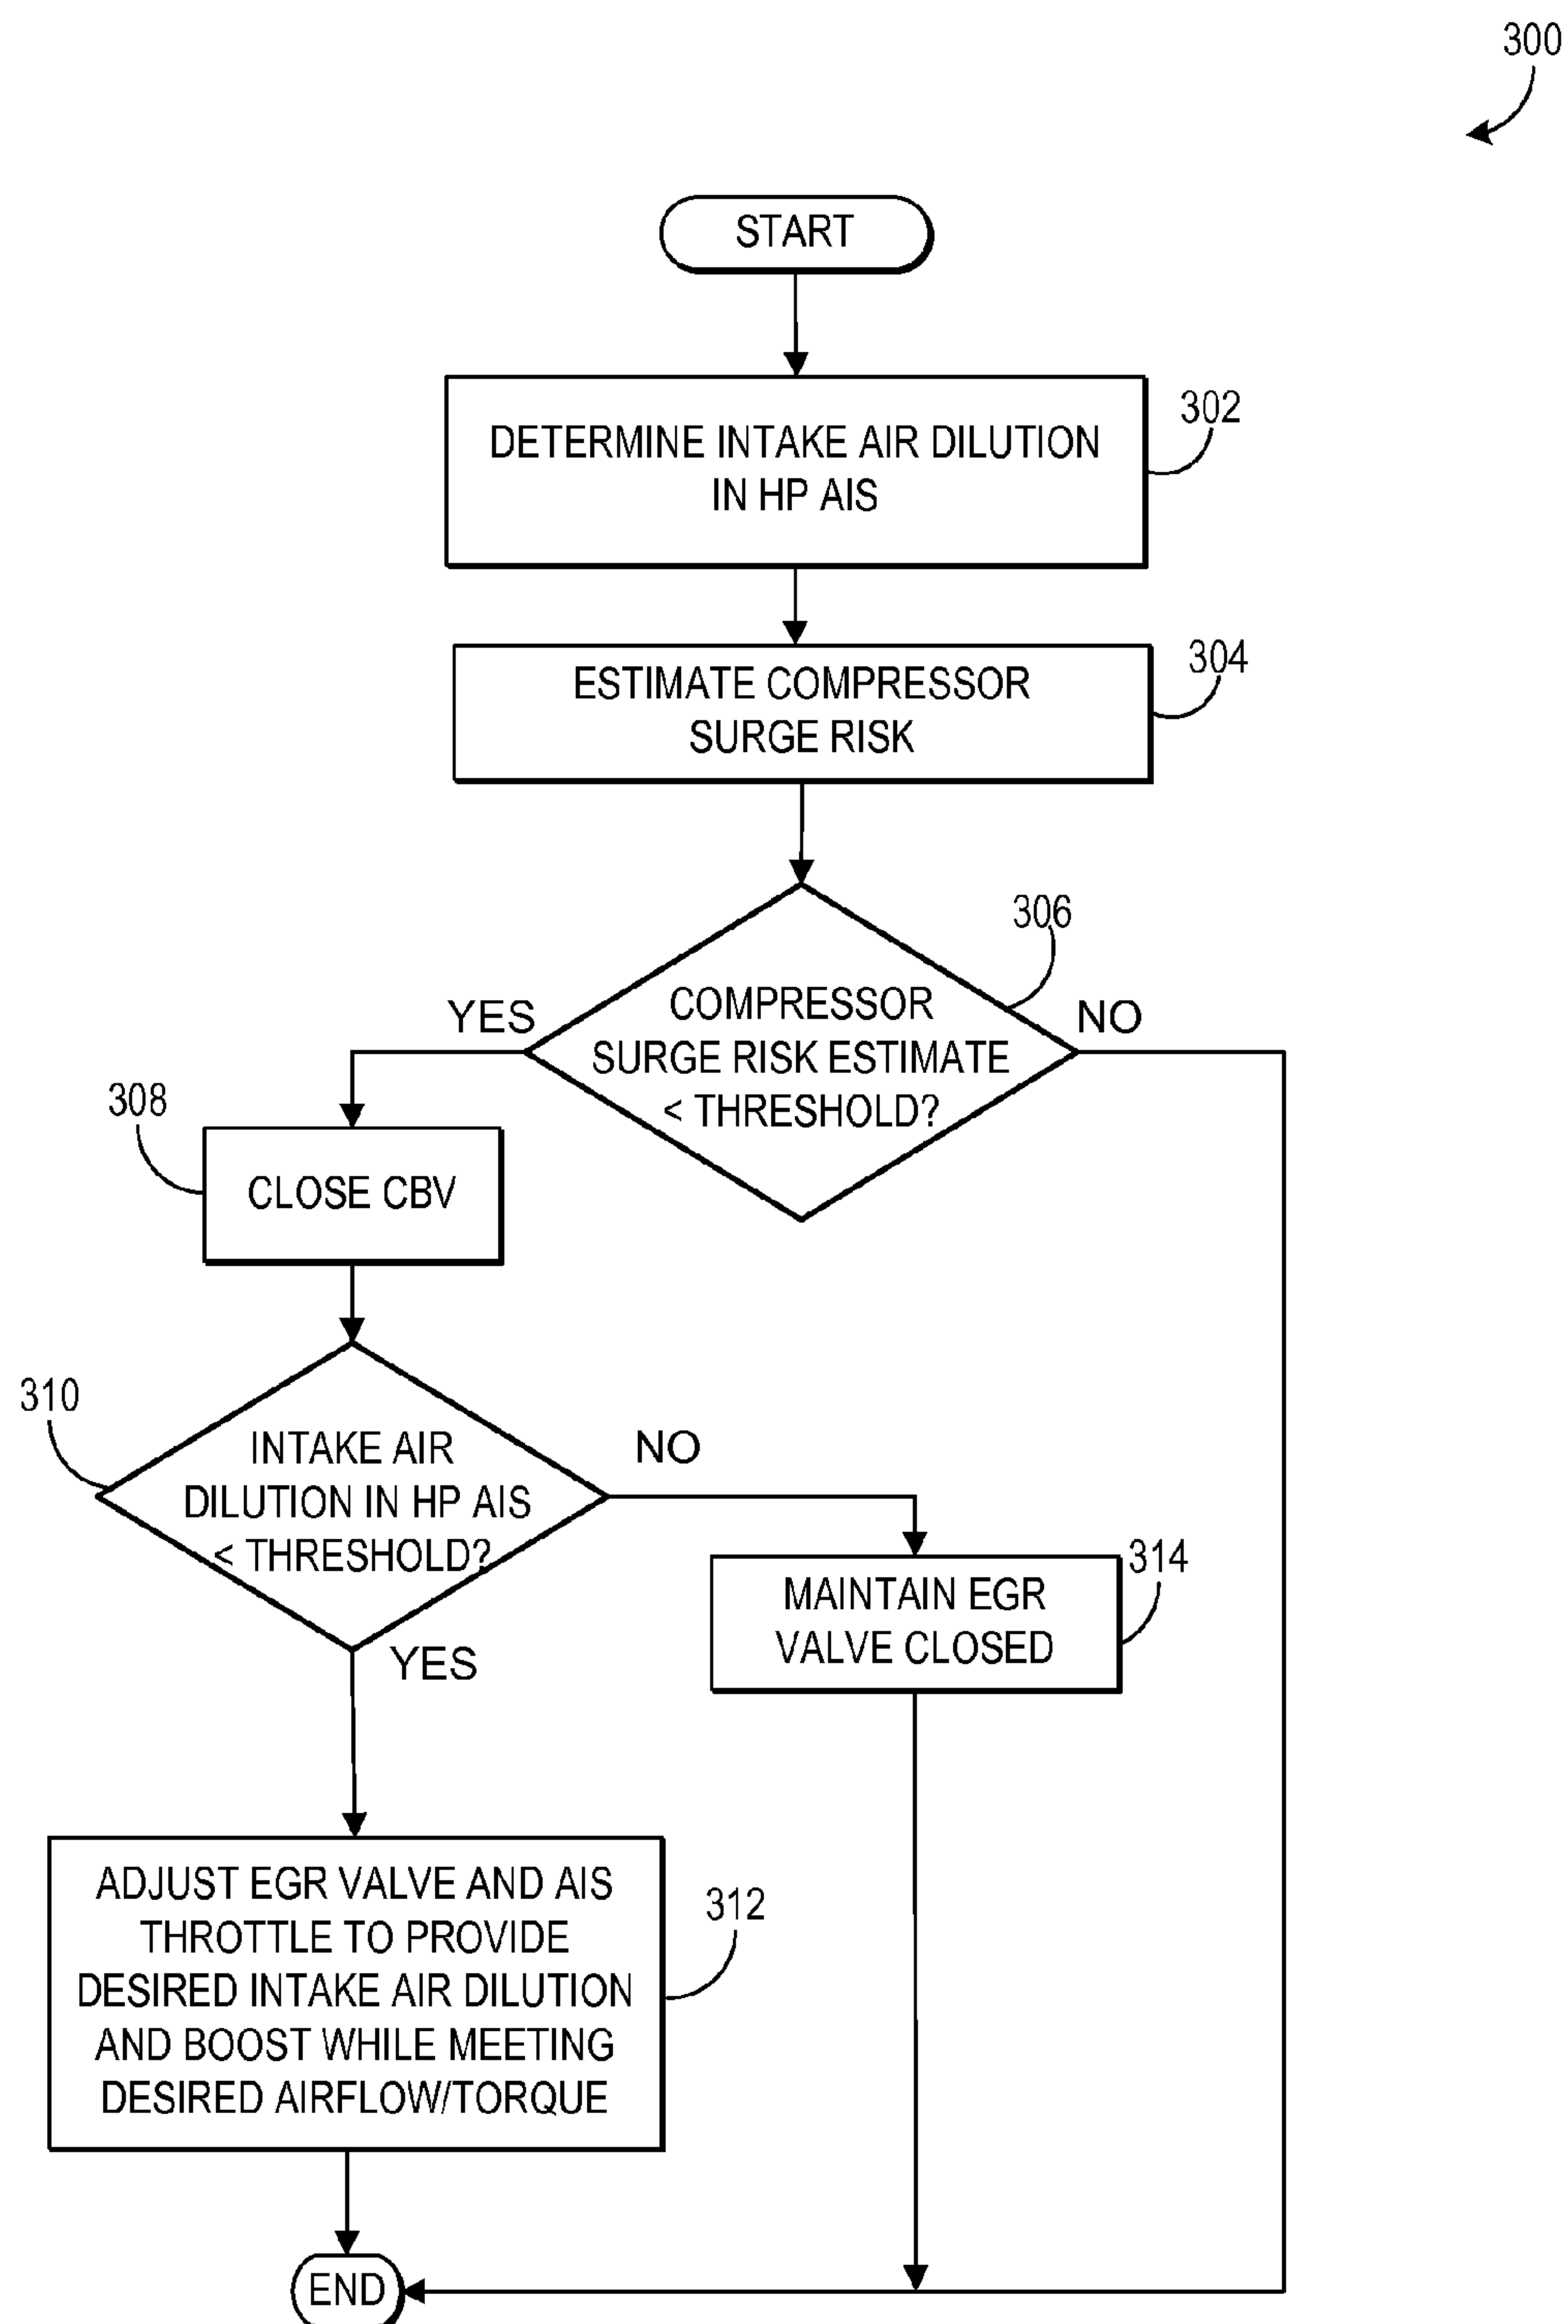 300
START
302
DETERMINE INTAKE AIR DILUTION
IN HP AIS
304
ESTIMATE COMPRESSOR
SURGE RISK
306
YES
COMPRESSOR
NO
SURGE RISK ESTIMATE
< THRESHOLD?
308
CLOSE CBV
310
INTAKE AIR
NO
DILUTION IN HP AIS
< THRESHOLD?
314
MAINTAIN EGR
VALVE CLOSED
YES
312
ADJUST EGR VALVE AND AIS
THROTTLE TO PROVIDE
DESIRED INTAKE AIR DILUTION
AND BOOST WHILE MEETING
DESIRED AIRFLOW/TORQUE
END